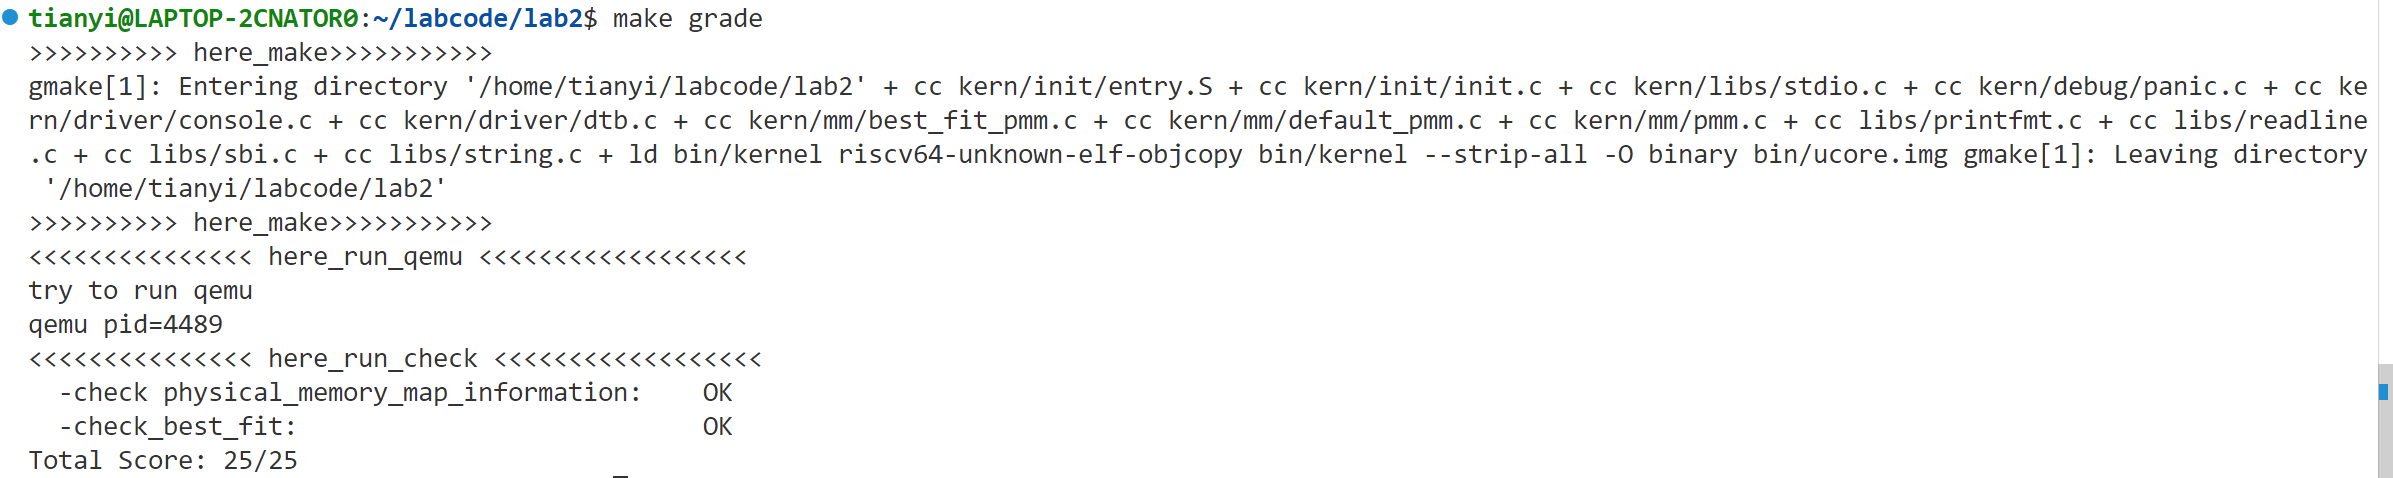 tianyi@LAPTOP-2CNATOR0:~/labcode/lab2$ make grade
>>>>>>>>>> here_make>>>>>>>>>>>
gmake[1]: Entering directory '/home/tianyi/labcode/lab2' + cc kern/init/entry.S + cc kern/init/init.c + cc kern/libs/stdio.c + cc kern/debug/panic.c + cc ke
rn/driver/console.c + cc kern/driver/dtb.c + cc kern/mm/best_fit_pmm.c + cc kern/mm/default_pmm.c + cc kern/mm/pmm.c + cc libs/printfmt.c + cc libs/readline
.c + cc libs/sbi.c + cc libs/string.c + ld bin/kernel riscv64-unknown-elf-objcopy bin/kernel --strip-all -O binary bin/ucore.img gmake[1]: Leaving directory
 '/home/tianyi/labcode/lab2'
>>>>>>>>>> here_make>>>>>>>>>>>
<<<<<<<<<<<<<<< here_run_qemu <<<<<<<<<<<<<<<<<<
try to run qemu
qemu pid=4489
<<<<<<<<<<<<<<< here_run_check <<<<<<<<<<<<<<<<<<
  -check physical_memory_map_information:    OK
  -check_best_fit:                           OK
Total Score: 25/25